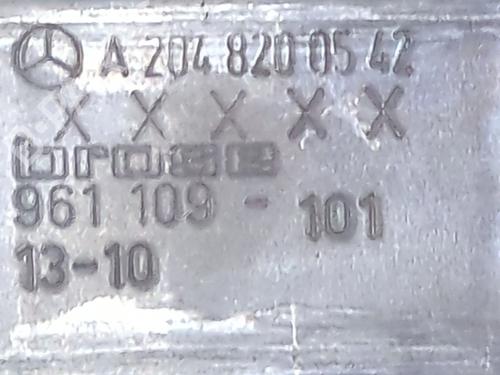 A 204 820 05 42
X X X X X
brose
961 109 - 101
13-10